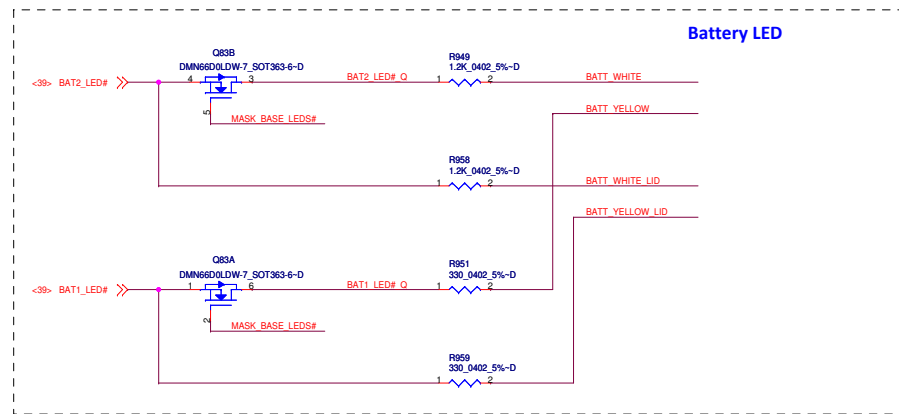 Battery LED
Q83B
DMN66D0LDW-7_SOT363-6~D
R949
1.2K_0402_5%~D
<39> BAT2_LED#
4
3
BAT2_LED#_Q
1
2
BATT_WHITE
5
MASK_BASE_LEDS#
BATT_YELLOW
R958
1.2K_0402_5%~D
1
2
BATT_WHITE_LID
BATT_YELLOW_LID
Q83A
DMN66D0LDW-7_SOT363-6~D
R951
330_0402_5%~D
<39> BAT1_LED#
1
6
BAT1_LED#_Q
1
2
2
MASK_BASE_LEDS#
R959
330_0402_5%~D
1
2